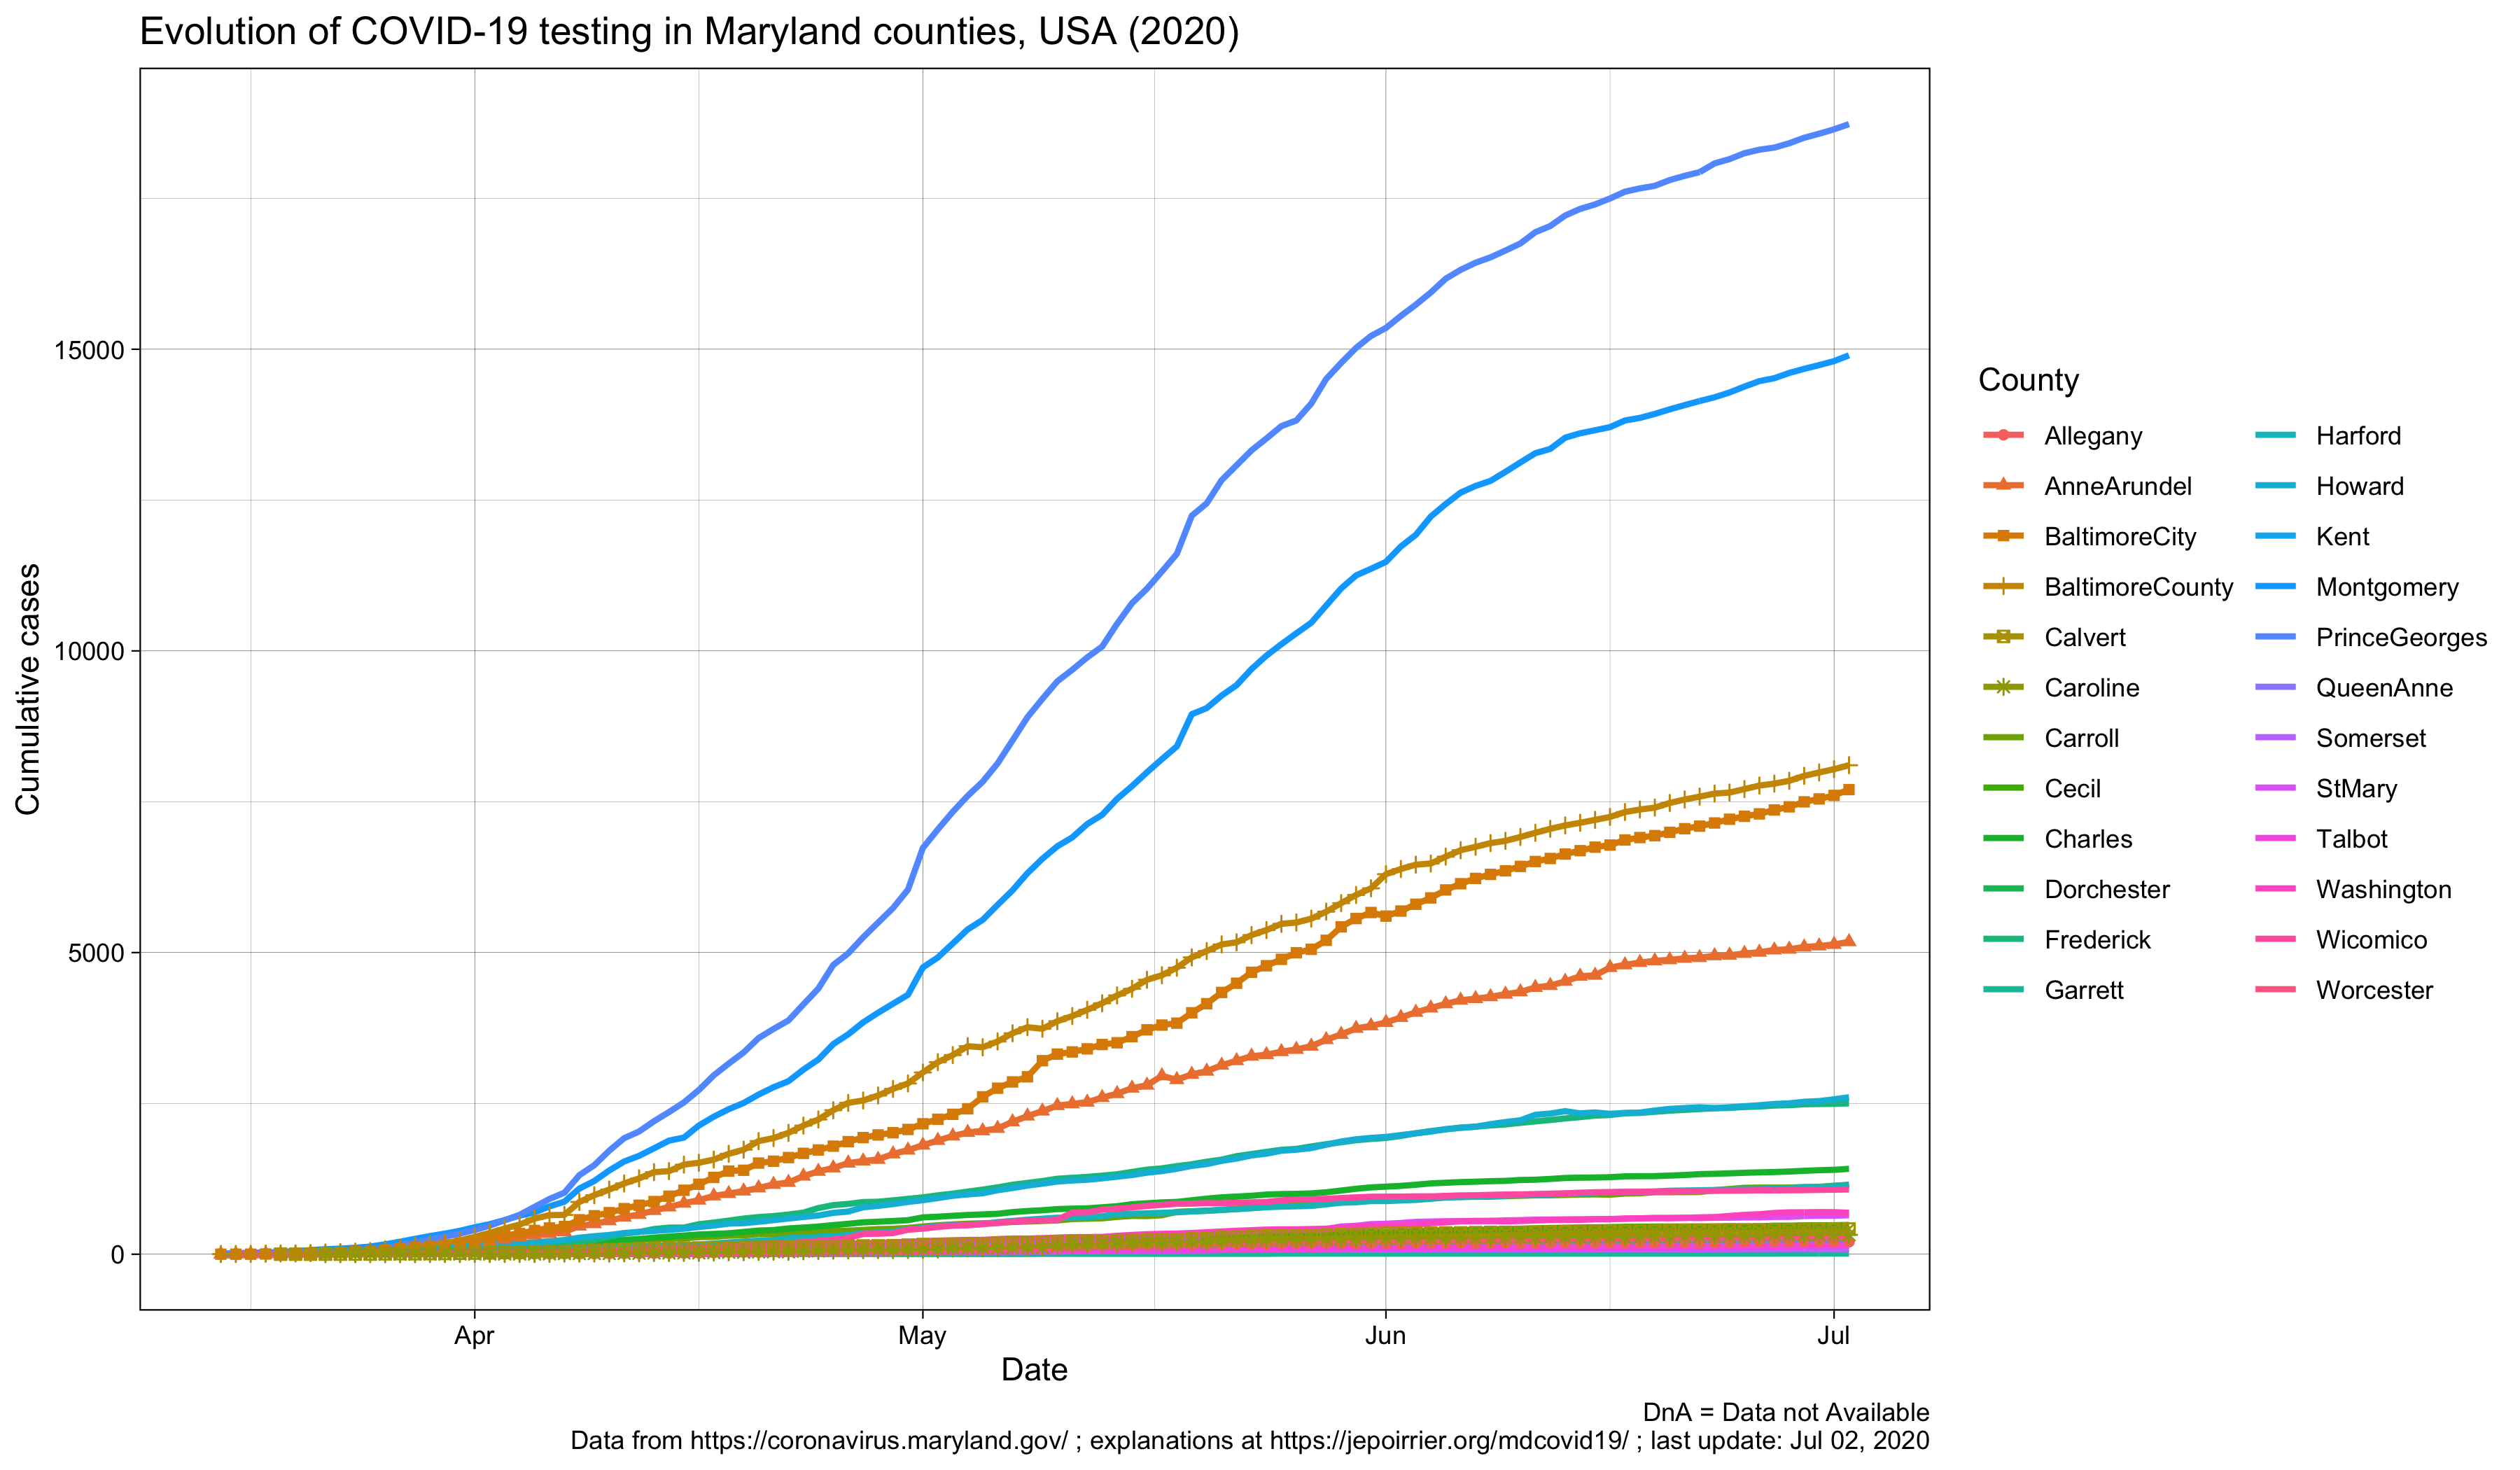 Evolution of COVID-19 testing in Maryland counties, USA (2020)
Cumulative cases
15000
10000
5000
0
Apr
May
Jun
Jul
Date
County
Allegany
AnneArundel
BaltimoreCity
BaltimoreCounty
Calvert
Caroline
Carroll
Cecil
Charles
Dorchester
Frederick
Garrett
Harford
Howard
Kent
Montgomery
PrinceGeorges
QueenAnne
Somerset
StMary
Talbot
Washington
Wicomico
Worcester
DnA = Data not Available
Data from https://coronavirus.maryland.gov/ ; explanations at https://jepoirrier.org/mdcovid19/ ; last update: Jul 02, 2020